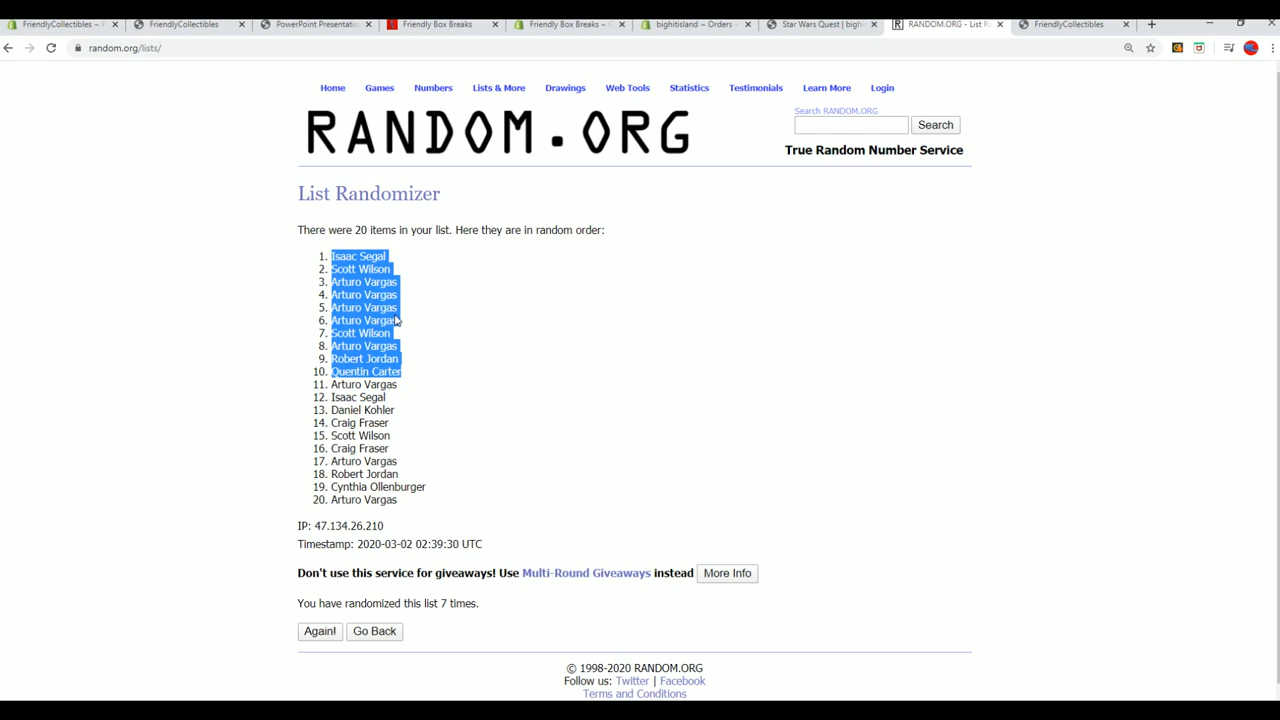 FriendlyCollectibles ~ P
FriendlyCollectibles
PowerPoint Presentatio
Friendly Box Breaks
Friendly Box Breaks ~
bighitisland ~ Orders ~
Star Wars Quest | bigh
RANDOM.ORG - List R
FriendlyCollectibles
random.org/lists/
Home Games Numbers Lists & More Drawings Web Tools Statistics Testimonials Learn More Login
RANDOM.ORG
Search RANDOM.ORG
Search
True Random Number Service
List Randomizer
There were 20 items in your list. Here they are in random order:
1. Isaac Segal
2. Scott Wilson
3. Arturo Vargas
4. Arturo Vargas
5. Arturo Vargas
6. Arturo Vargas
7. Scott Wilson
8. Arturo Vargas
9. Robert Jordan
10. Quentin Carter
11. Arturo Vargas
12. Isaac Segal
13. Daniel Kohler
14. Craig Fraser
15. Scott Wilson
16. Craig Fraser
17. Arturo Vargas
18. Robert Jordan
19. Cynthia Ollenburger
20. Arturo Vargas
IP: 47.134.26.210
Timestamp: 2020-03-02 02:39:30 UTC
Don't use this service for giveaways! Use Multi-Round Giveaways instead More Info
You have randomized this list 7 times.
Again! Go Back
© 1998-2020 RANDOM.ORG
Follow us: Twitter | Facebook
Terms and Conditions